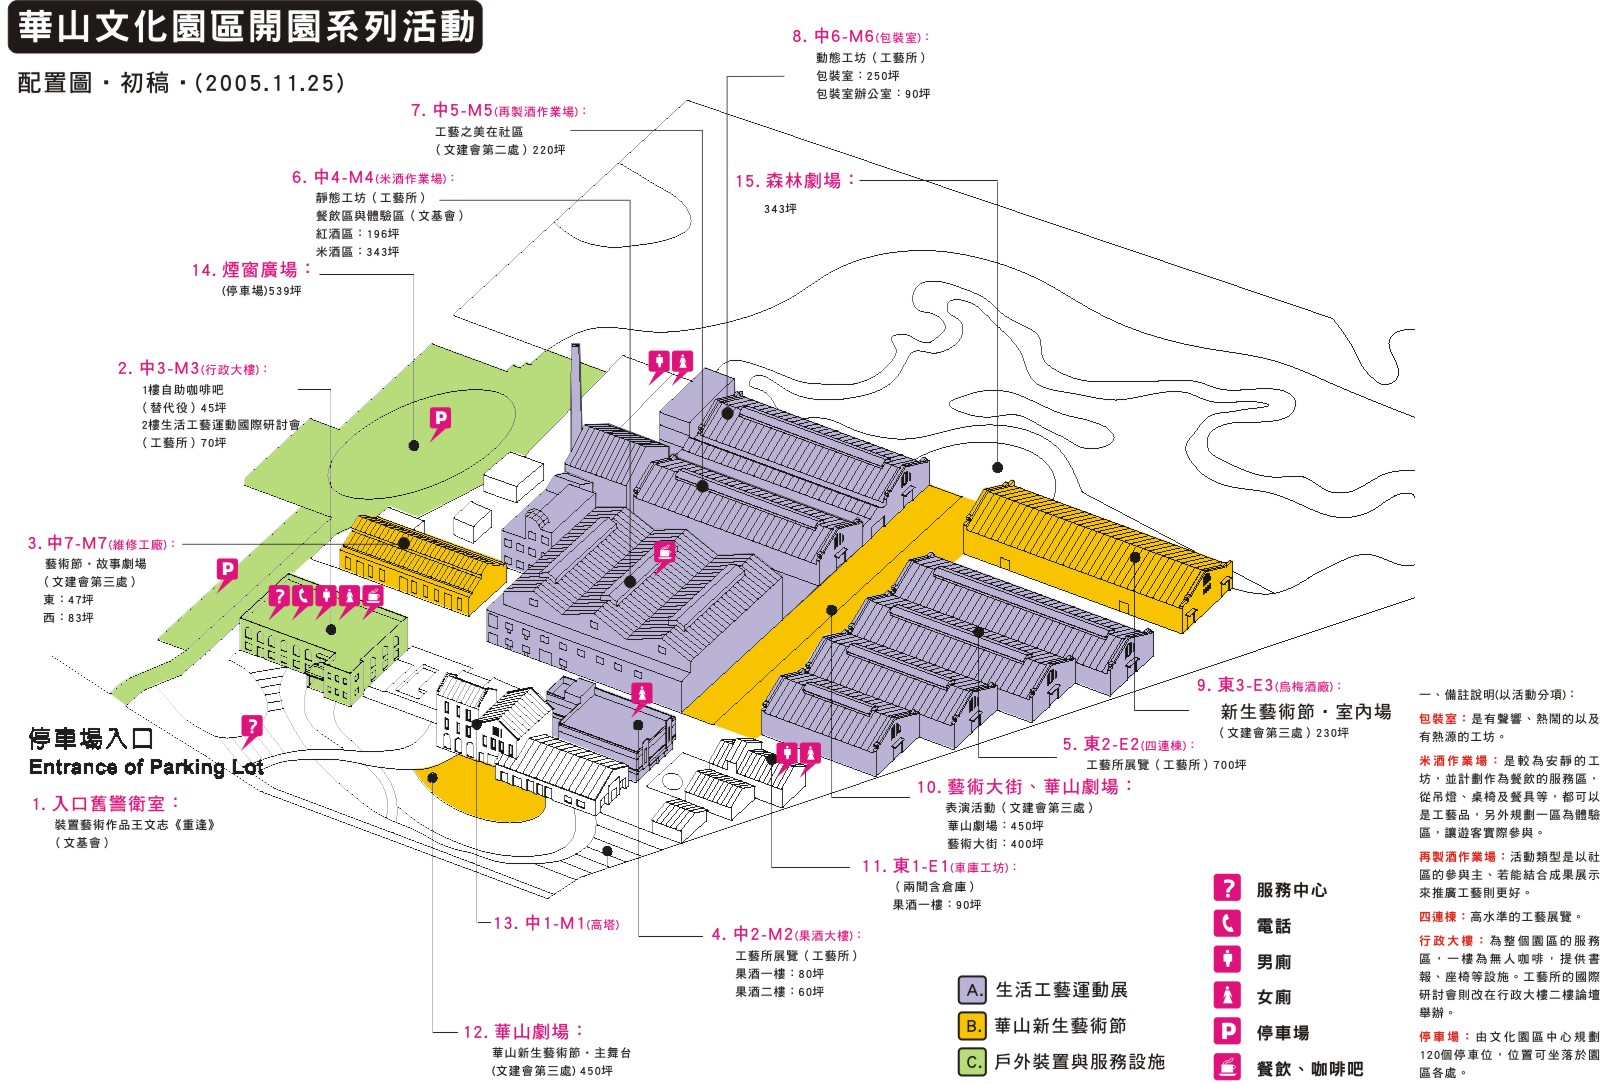 華山文化園區開園系列活動
配置圖・初稿・(2005.11.25)
8. 中6-M6(包裝室)：
動態工坊（工藝所）
包裝室：250坪
包裝室辦公室：90坪
7. 中5-M5(再製酒作業場)：
工藝之美在社區
（文建會第二處）220坪
6. 中4-M4(米酒作業場)：
靜態工坊（工藝所）
餐飲區與體驗區（文基會）
紅酒區：196坪
米酒區：343坪
15. 森林劇場：
343坪
14. 煙窗廣場：
(停車場)539坪
2. 中3-M3(行政大樓)：
1樓自助咖啡吧
（替代役）45坪
2樓生活工藝運動國際研討會
（工藝所）70坪
3. 中7-M7(維修工廠)：
藝術節・故事劇場
（文建會第三處）
東：47坪
西：83坪
停車場入口
Entrance of Parking Lot
1. 入口舊警衛室：
裝置藝術作品王文志《重逢》
（文基會）
9. 東3-E3(烏梅酒廠)：
新生藝術節・室內場
（文建會第三處）230坪
5. 東2-E2(四連棟)：
工藝所展覽（工藝所）700坪
10. 藝術大街、華山劇場：
表演活動（文建會第三處）
華山劇場：450坪
藝術大街：400坪
11. 東1-E1(車庫工坊)：
（兩間含倉庫）
果酒一樓：90坪
13. 中1-M1(高塔)
4. 中2-M2(果酒大樓)：
工藝所展覽（工藝所）
果酒一樓：80坪
果酒二樓：60坪
12. 華山劇場：
華山新生藝術節・主舞台
(文建會第三處) 450坪
A. 生活工藝運動展
B. 華山新生藝術節
C. 戶外裝置與服務設施
? 服務中心
電話
男廁
女廁
P 停車場
餐飲、咖啡吧
一、備註說明(以活動分項)：
包裝室：是有聲響、熱鬧的以及
有熱源的工坊。
米酒作業場：是較為安靜的工
坊，並計劃作為餐飲的服務區，
從吊燈、桌椅及餐具等，都可以
是工藝品，另外規劃一區為體驗
區，讓遊客實際參與。
再製酒作業場：活動類型是以社
區的參與主、若能結合成果展示
來推廣工藝則更好。
四連棟：高水準的工藝展覽。
行政大樓：為整個園區的服務
區，一樓為無人咖啡，提供書
報、座椅等設施。工藝所的國際
研討會則改在行政大樓二樓論壇
舉辦。
停車場：由文化園區中心規劃
120個停車位，位置可坐落於園
區各處。